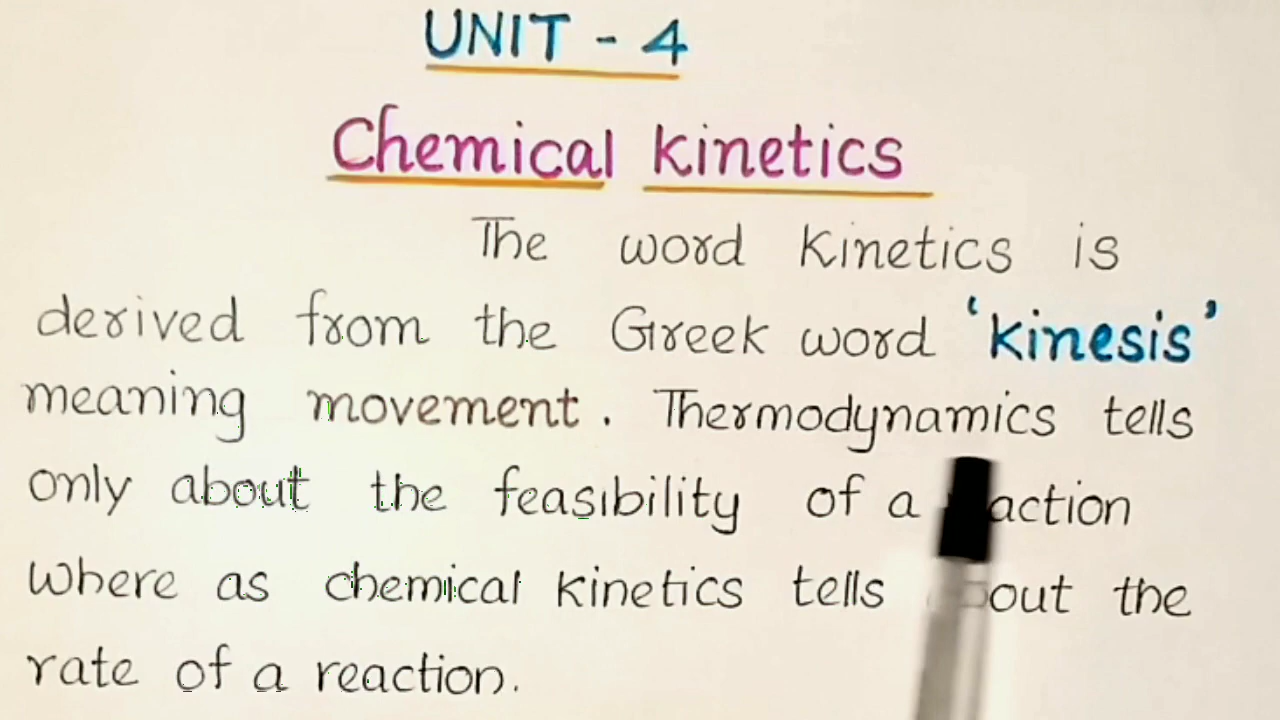 UNIT - 4
Chemical kinetics
The word kinetics is
derived from the Greek word 'kinesis'
meaning movement. Thermodynamics tells
only about the feasibility of a
where as chemical kinetics tells the
rate of a reaction.